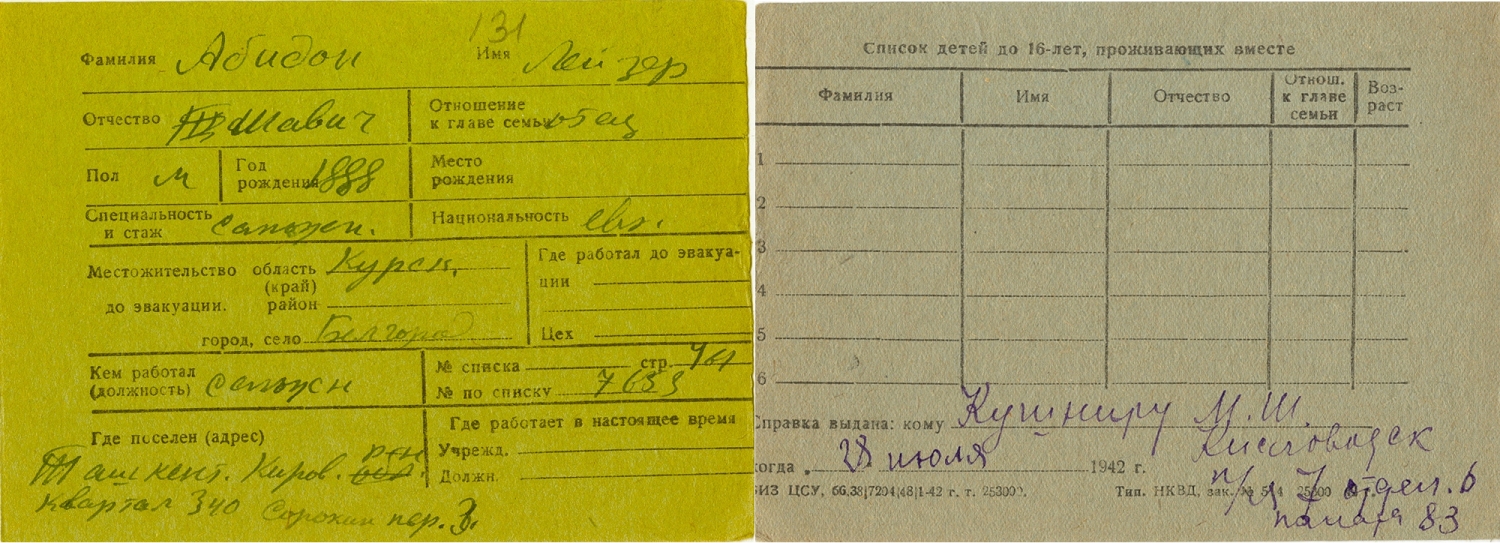 131
Фамилия Абидон Имя Лейзер
Отчество Шавич
Отношение к главе семьи отец
Пол м
Год рождения 1888
Место рождения
Специальность и стаж сапожн.
Национальность евр.
Местожительство до эвакуации. область (край) Курск,
район
город, село Белгород
Где работал до эвакуации
Цех
Кем работал (должность) сапожн
№ списка стр.
№ по списку
Где поселен (адрес)
Ташкент. Киров. р-н
квартал 340 Сорокин пер. 3.
Где работает в настоящее время
Учрежд.
Должн.
Список детей до 16-лет, проживающих вместе
Фамилия Имя Отчество Отнош. к главе семьи Возраст
1
2
3
4
5
6
Справка выдана: кому Кушниру М.Ш.
Кисловодск
когда „ 28 июля 1942 г.
п/я 7 отдел. 6
БИЗ ЦСУ, 66.38|7204|48|1-42 г. т. 253000. Тип. НКВД, зак. №
палата 83